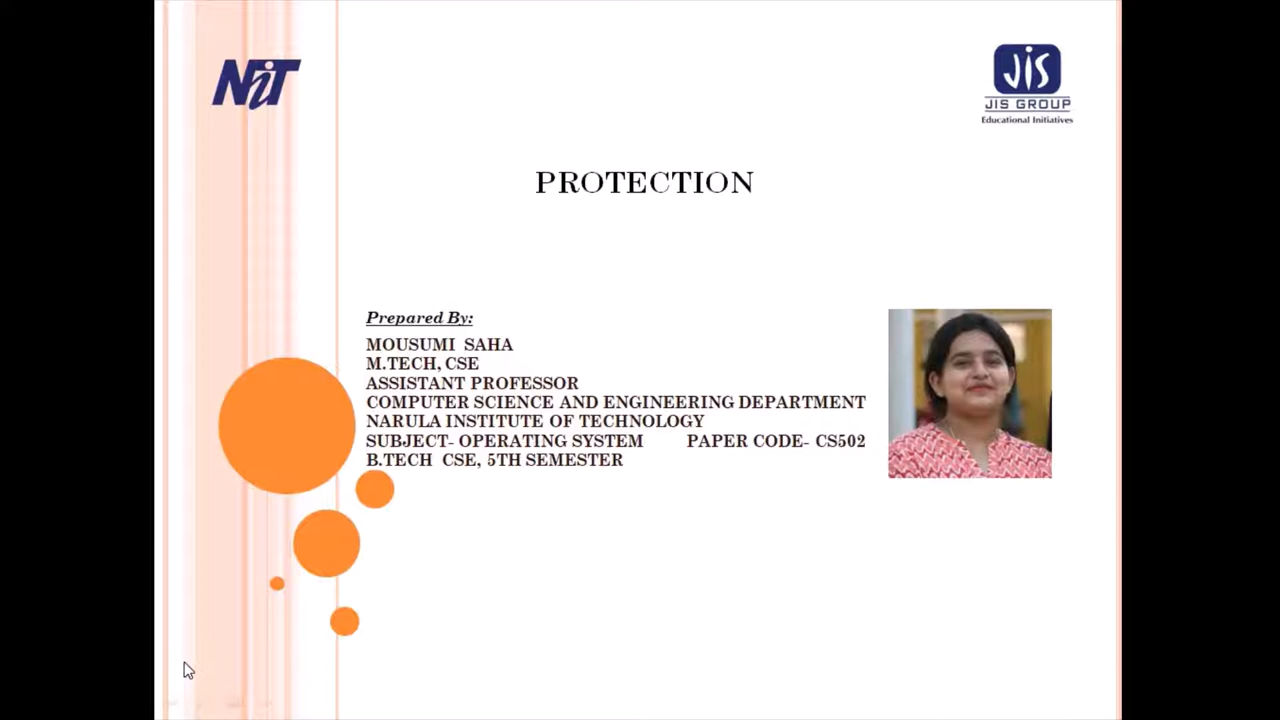 NiT
JiS
JIS GROUP
Educational Initiatives
PROTECTION
Prepared By:
MOUSUMI SAHA
M.TECH, CSE
ASSISTANT PROFESSOR
COMPUTER SCIENCE AND ENGINEERING DEPARTMENT
NARULA INSTITUTE OF TECHNOLOGY
SUBJECT- OPERATING SYSTEM PAPER CODE- CS502
B.TECH CSE, 5TH SEMESTER